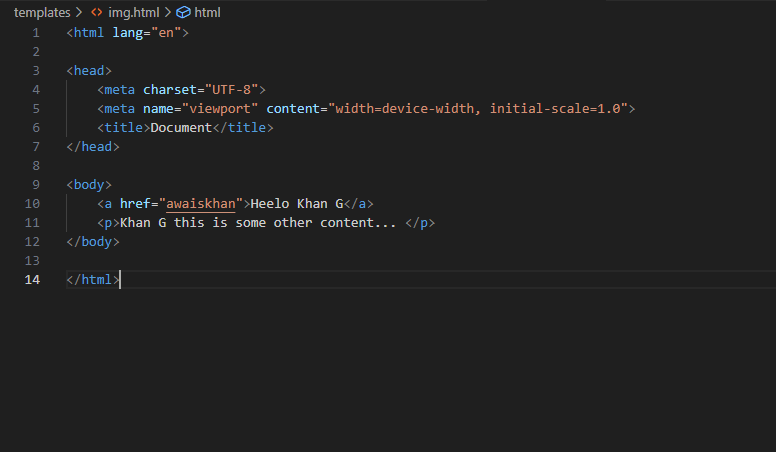 templates > <> img.html > html
1 <html lang="en">
2
3 <head>
4     <meta charset="UTF-8">
5     <meta name="viewport" content="width=device-width, initial-scale=1.0">
6     <title>Document</title>
7 </head>
8
9 <body>
10     <a href="awaiskhan">Heelo Khan G</a>
11     <p>Khan G this is some other content... </p>
12 </body>
13
14 </html>